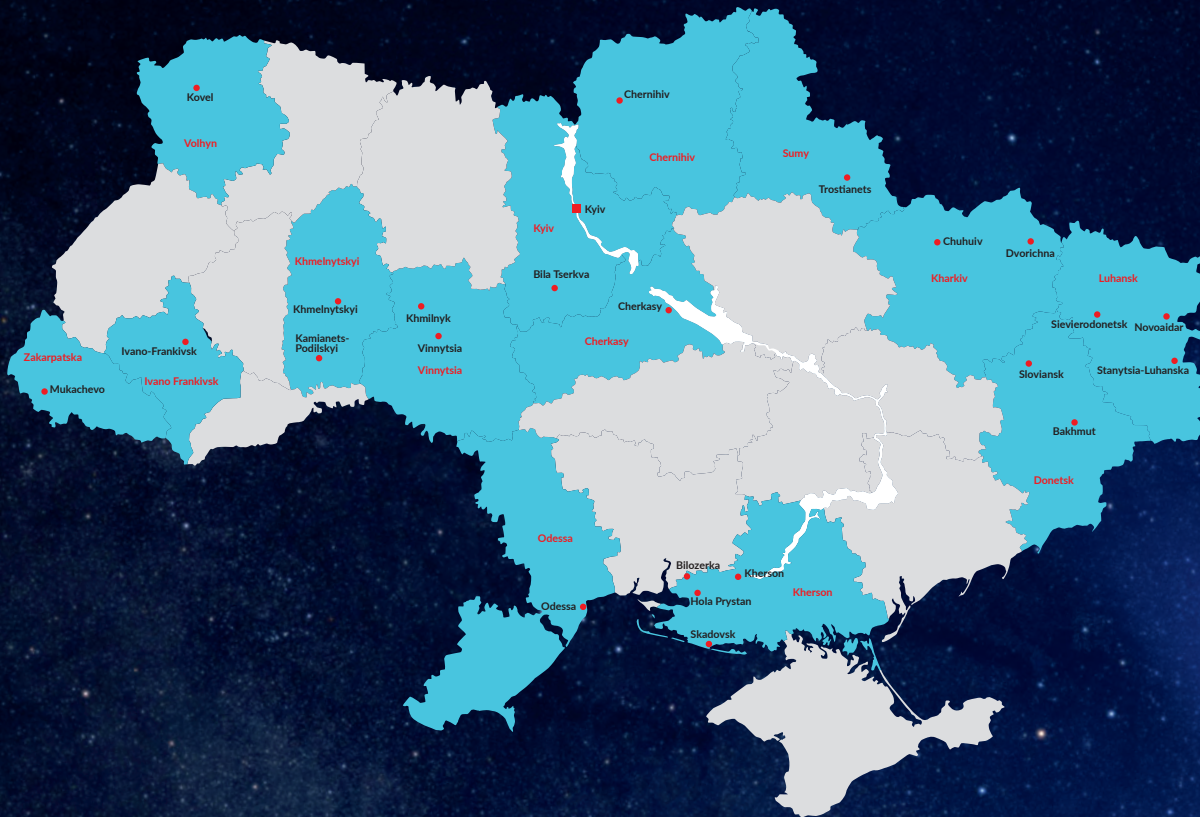 Chernihiv
Kovel
Volhyn
Chernihiv
Sumy
Trostianets
Kyiv
Kyiv
Chuhuiv
Dvorichna
Khmelnytskyi
Bila Tserkva
Kharkiv
Luhansk
Khmelnytskyi
Khmilnyk
Cherkasy
Sievierodonetsk
Novoaidar
Kamianets-
Podilskyi
Ivano-Frankivsk
Vinnytsia
Cherkasy
Zakarpatska
Vinnytsia
Sloviansk
Stanytsia-Luhanska
Ivano Frankivsk
Mukachevo
Bakhmut
Donetsk
Odessa
Bilozerka
Kherson
Kherson
Hola Prystan
Odessa
Skadovsk